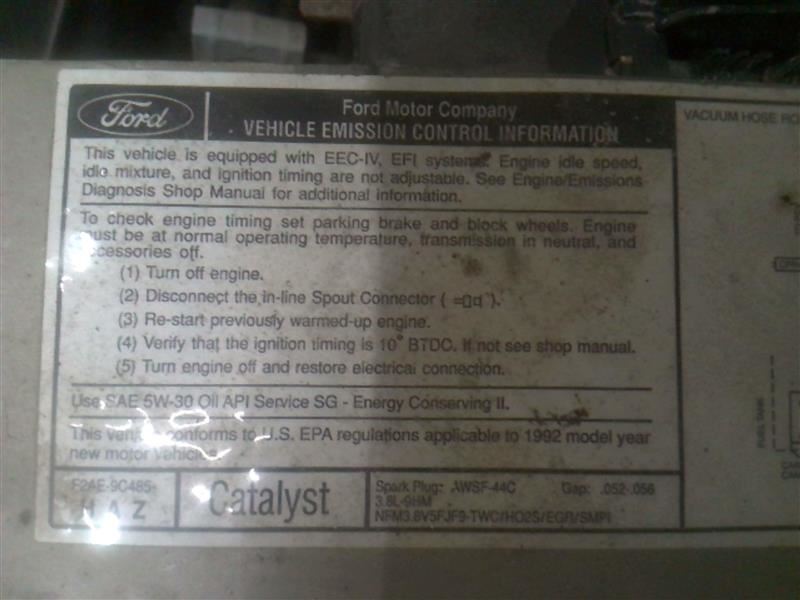 Ford
Ford Motor Company
VEHICLE EMISSION CONTROL INFORMATION
VACUUM HOSE RO
This vehicle is equipped with EEC-IV, EFI systems. Engine idle speed,
idle mixture, and ignition timing are not adjustable. See Engine/Emissions
Diagnosis Shop Manual for additional information.
To check engine timing set parking brake and block wheels. Engine
must be at normal operating temperature, transmission in neutral, and
accessories off.
(1) Turn off engine.
(2) Disconnect the in-line Spout Connector ( ).
(3) Re-start previously warmed-up engine.
(4) Verify that the ignition timing is 10° BTDC. If not see shop manual.
(5) Turn engine off and restore electrical connection.
Use SAE 5W-30 Oil API Service SG - Energy Conserving II.
This vehicle conforms to U.S. EPA regulations applicable to 1992 model year
new motor vehicles.
F2AE-9C485-
HAZ
Catalyst
Spark Plug: AWSF-44C Gap: .052-.056
3.8L-9HM
NFM3.8V5FJF9-TWC/HO2S/EGR/SMPI
FUEL TANK